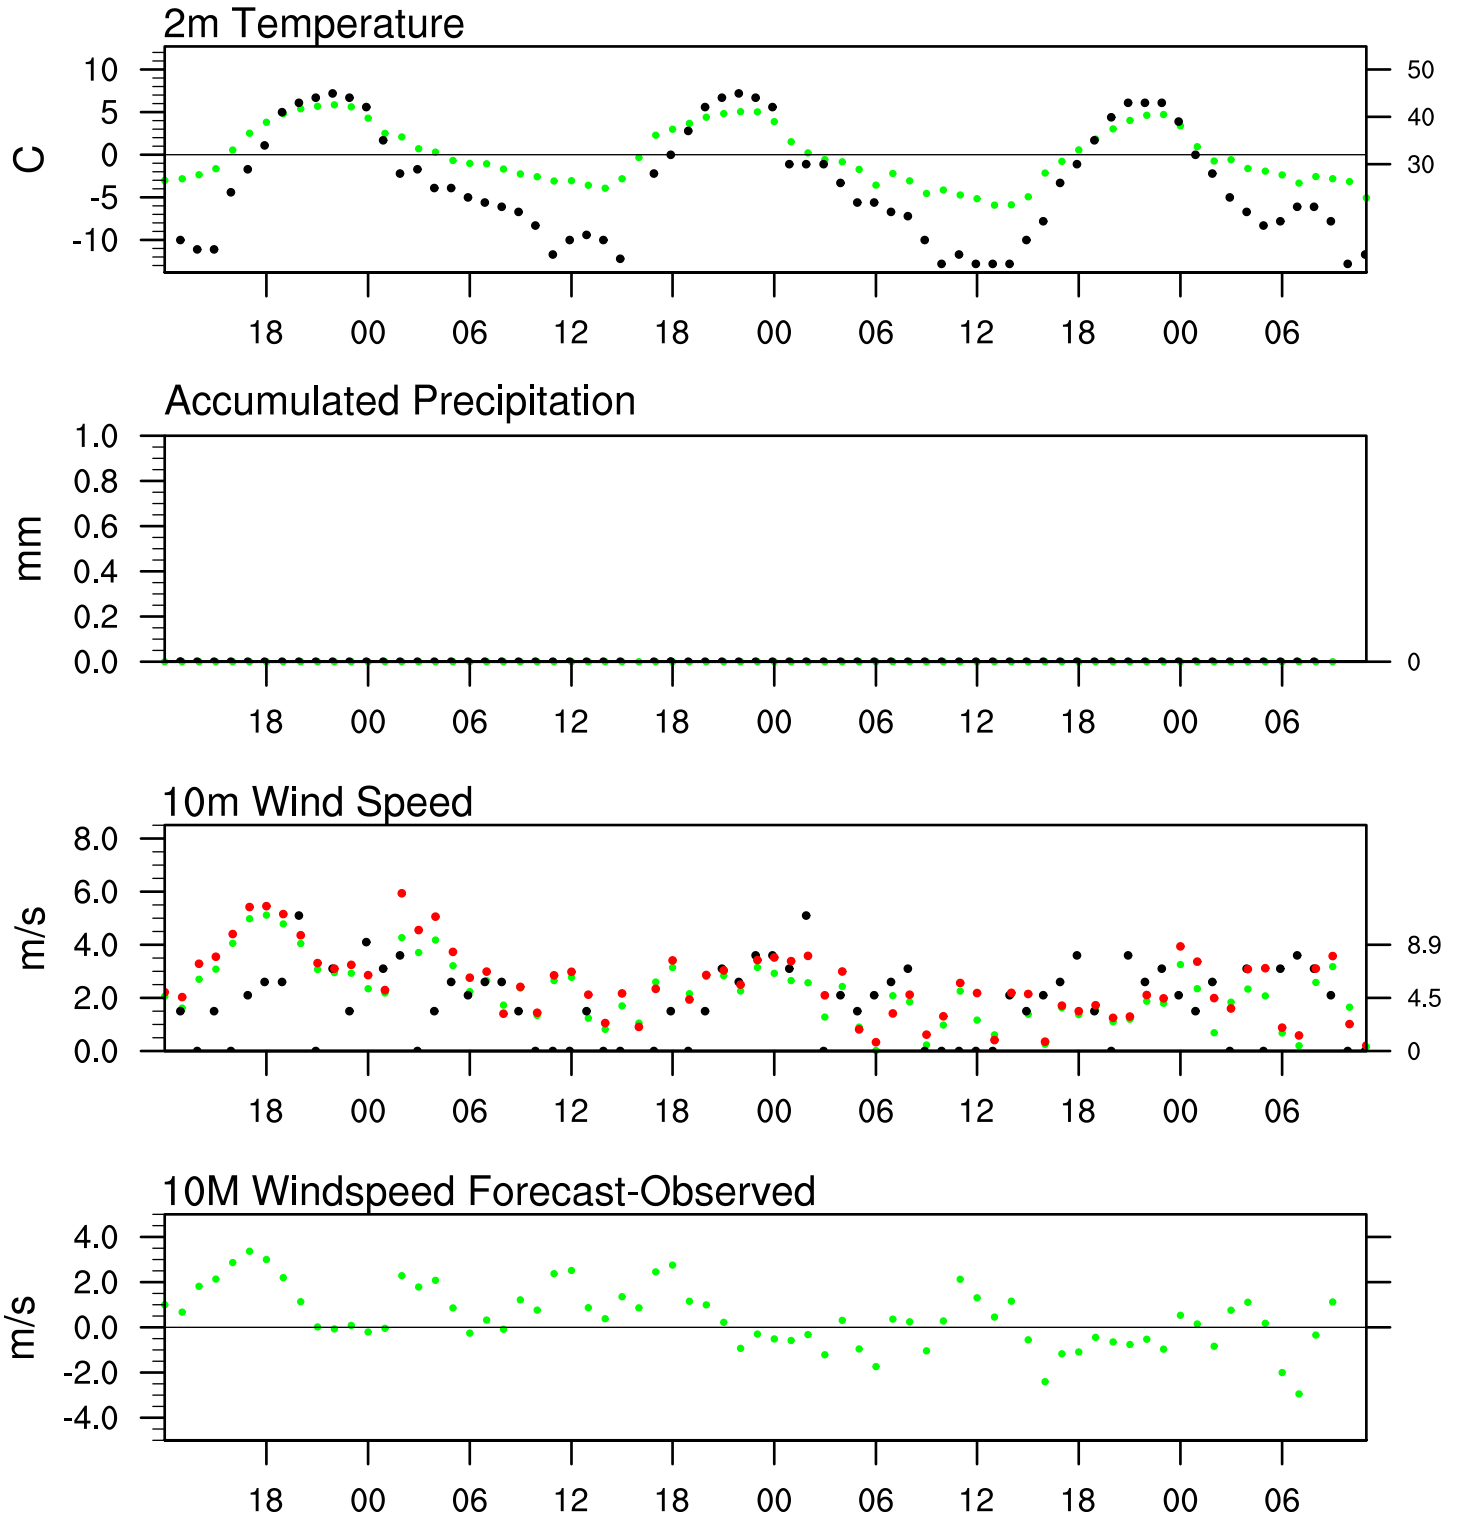 2m Temperature
10
5
0
-5
-10
C
50
40
30
18 00 06 12 18 00 06 12 18 00 06
Accumulated Precipitation
1.0
0.8
0.6
0.4
0.2
0.0
mm
0
18 00 06 12 18 00 06 12 18 00 06
10m Wind Speed
8.0
6.0
4.0
2.0
0.0
m/s
8.9
4.5
0
18 00 06 12 18 00 06 12 18 00 06
10M Windspeed Forecast-Observed
4.0
2.0
0.0
-2.0
-4.0
m/s
18 00 06 12 18 00 06 12 18 00 06